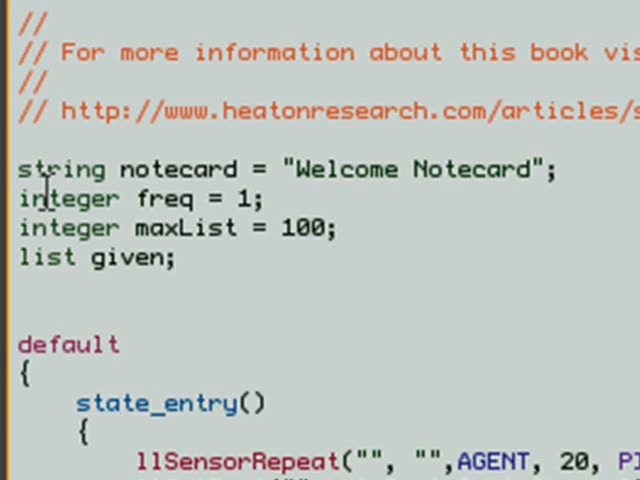 //
// For more information about this book vis
//
// http://www.heatonresearch.com/articles/s
string notecard = "Welcome Notecard";
integer freq = 1;
integer maxList = 100;
list given;
default
{
state_entry()
{
llSensorRepeat("", "",AGENT, 20, PI